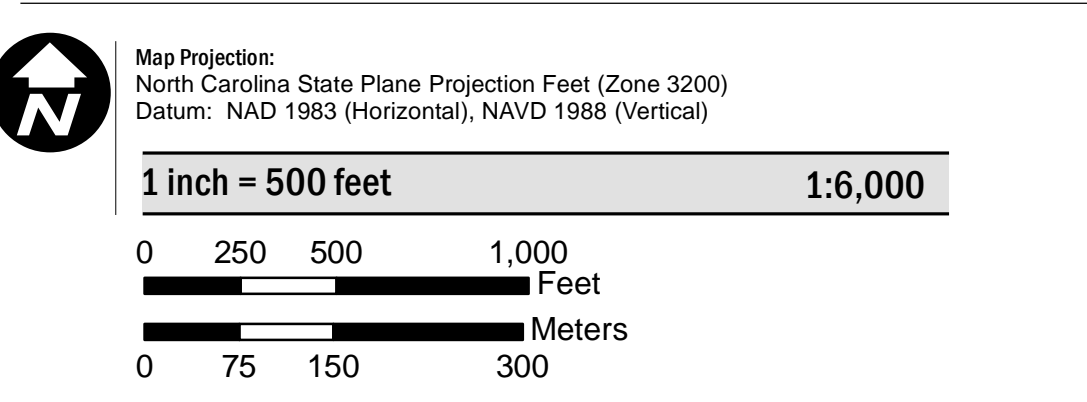 N
Map Projection:
North Carolina State Plane Projection Feet (Zone 3200)
Datum: NAD 1983 (Horizontal), NAVD 1988 (Vertical)
1 inch = 500 feet 1:6,000
0 250 500 1,000
Feet
Meters
0 75 150 300